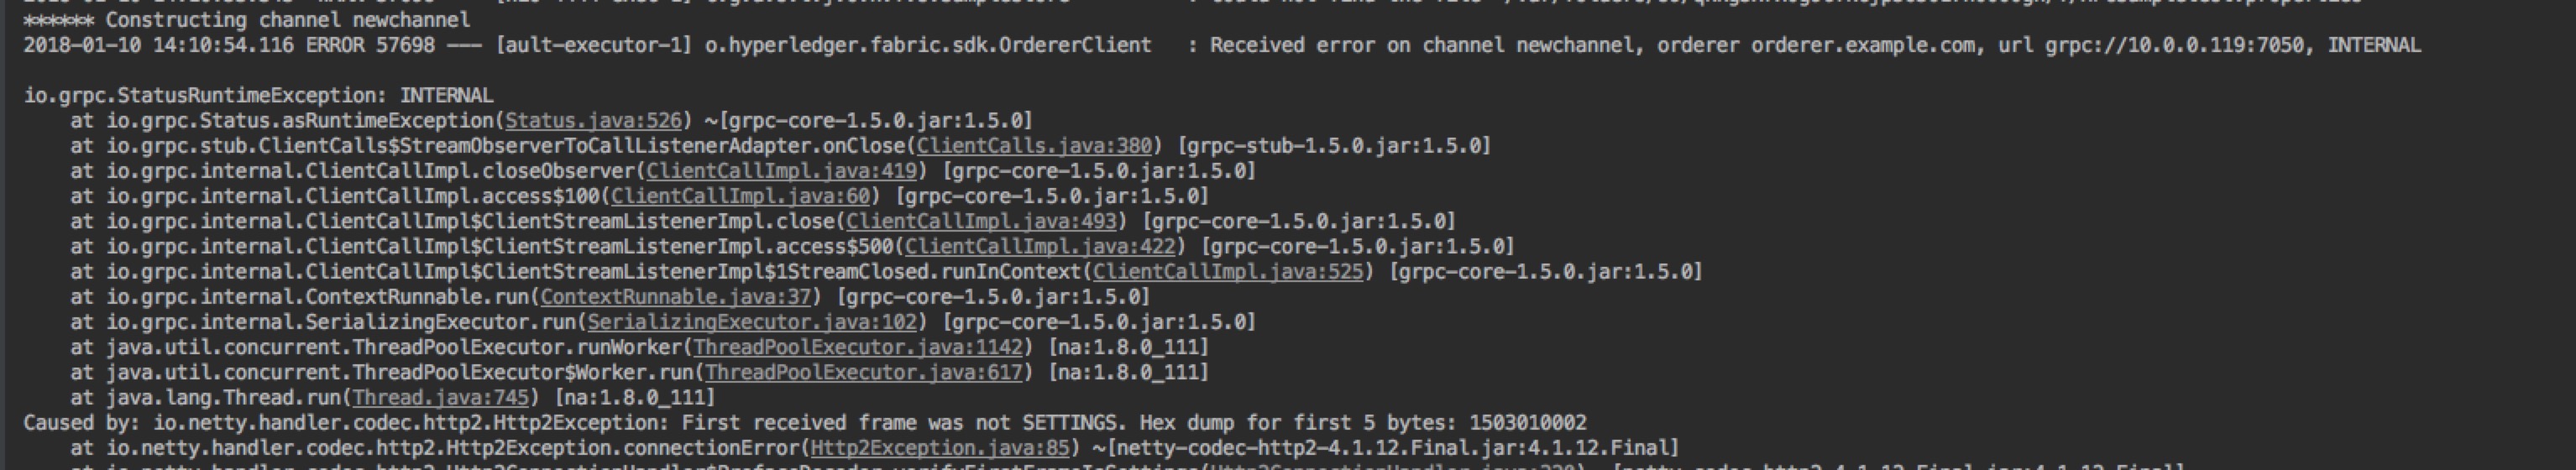 ****** Constructing channel newchannel
2018-01-10 14:10:54.116 ERROR 57698 --- [ault-executor-1] o.hyperledger.fabric.sdk.OrdererClient   : Received error on channel newchannel, orderer orderer.example.com, url grpc://10.0.0.119:7050, INTERNAL
io.grpc.StatusRuntimeException: INTERNAL
at io.grpc.Status.asRuntimeException(Status.java:526) ~[grpc-core-1.5.0.jar:1.5.0]
at io.grpc.stub.ClientCalls$StreamObserverToCallListenerAdapter.onClose(ClientCalls.java:380) [grpc-stub-1.5.0.jar:1.5.0]
at io.grpc.internal.ClientCallImpl.closeObserver(ClientCallImpl.java:419) [grpc-core-1.5.0.jar:1.5.0]
at io.grpc.internal.ClientCallImpl.access$100(ClientCallImpl.java:60) [grpc-core-1.5.0.jar:1.5.0]
at io.grpc.internal.ClientCallImpl$ClientStreamListenerImpl.close(ClientCallImpl.java:493) [grpc-core-1.5.0.jar:1.5.0]
at io.grpc.internal.ClientCallImpl$ClientStreamListenerImpl.access$500(ClientCallImpl.java:422) [grpc-core-1.5.0.jar:1.5.0]
at io.grpc.internal.ClientCallImpl$ClientStreamListenerImpl$1StreamClosed.runInContext(ClientCallImpl.java:525) [grpc-core-1.5.0.jar:1.5.0]
at io.grpc.internal.ContextRunnable.run(ContextRunnable.java:37) [grpc-core-1.5.0.jar:1.5.0]
at io.grpc.internal.SerializingExecutor.run(SerializingExecutor.java:102) [grpc-core-1.5.0.jar:1.5.0]
at java.util.concurrent.ThreadPoolExecutor.runWorker(ThreadPoolExecutor.java:1142) [na:1.8.0_111]
at java.util.concurrent.ThreadPoolExecutor$Worker.run(ThreadPoolExecutor.java:617) [na:1.8.0_111]
at java.lang.Thread.run(Thread.java:745) [na:1.8.0_111]
Caused by: io.netty.handler.codec.http2.Http2Exception: First received frame was not SETTINGS. Hex dump for first 5 bytes: 1503010002
at io.netty.handler.codec.http2.Http2Exception.connectionError(Http2Exception.java:85) ~[netty-codec-http2-4.1.12.Final.jar:4.1.12.Final]